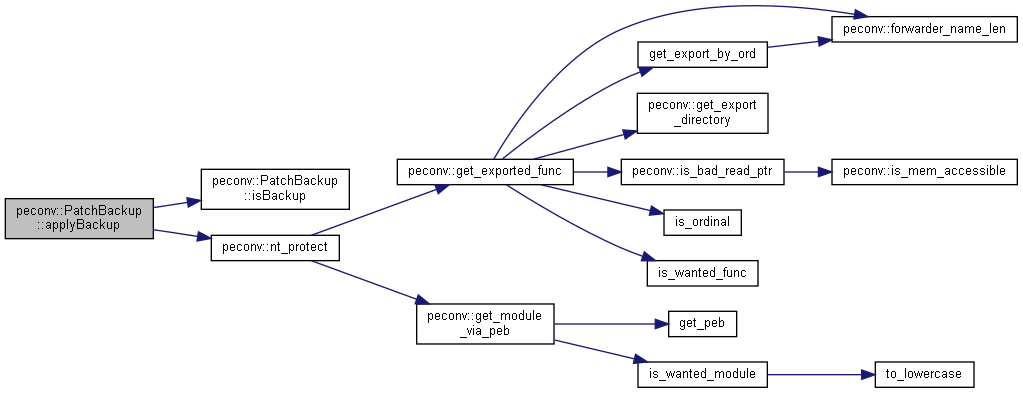 peconv::PatchBackup
::applyBackup
peconv::PatchBackup
::isBackup
peconv::nt_protect
peconv::get_exported_func
peconv::get_module
_via_peb
peconv::forwarder_name_len
get_export_by_ord
peconv::get_export
_directory
peconv::is_bad_read_ptr
peconv::is_mem_accessible
is_ordinal
is_wanted_func
get_peb
is_wanted_module
to_lowercase